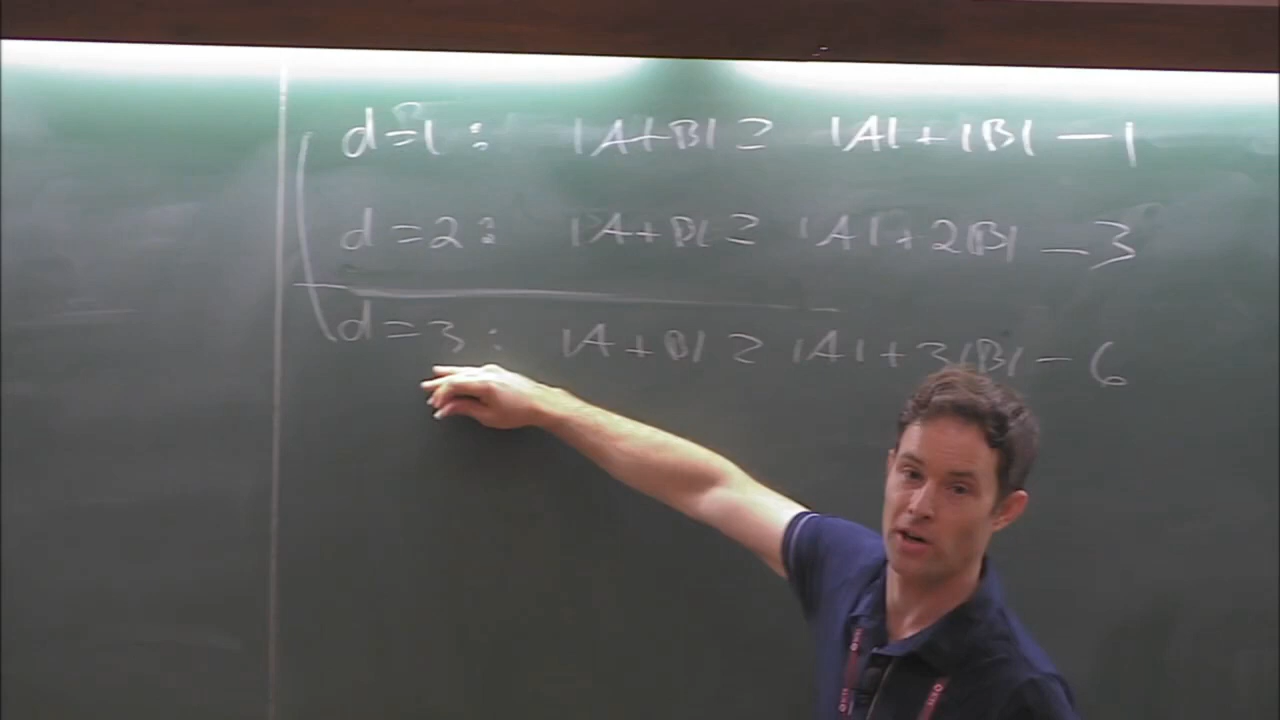 d=1: |A+B| ≥ |A|+|B| - 1
d=2: |A+B| ≥ |A|+2|B| - 3
d=3: |A+B| ≥ |A|+3|B| - 6